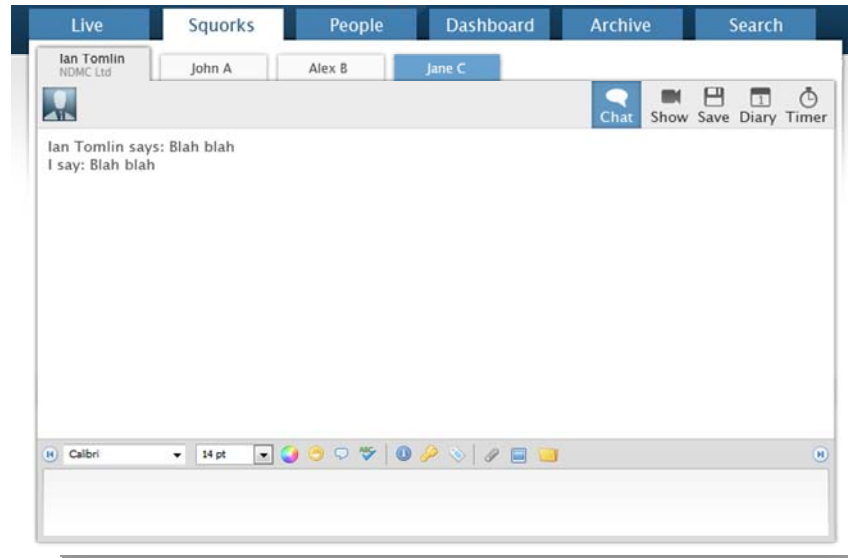 Live Squorks People Dashboard Archive Search
Ian Tomlin
NDMC Ltd
John A Alex B Jane C
Chat Show Save Diary Timer
Ian Tomlin says: Blah blah
I say: Blah blah
Calibri 14 pt ABC